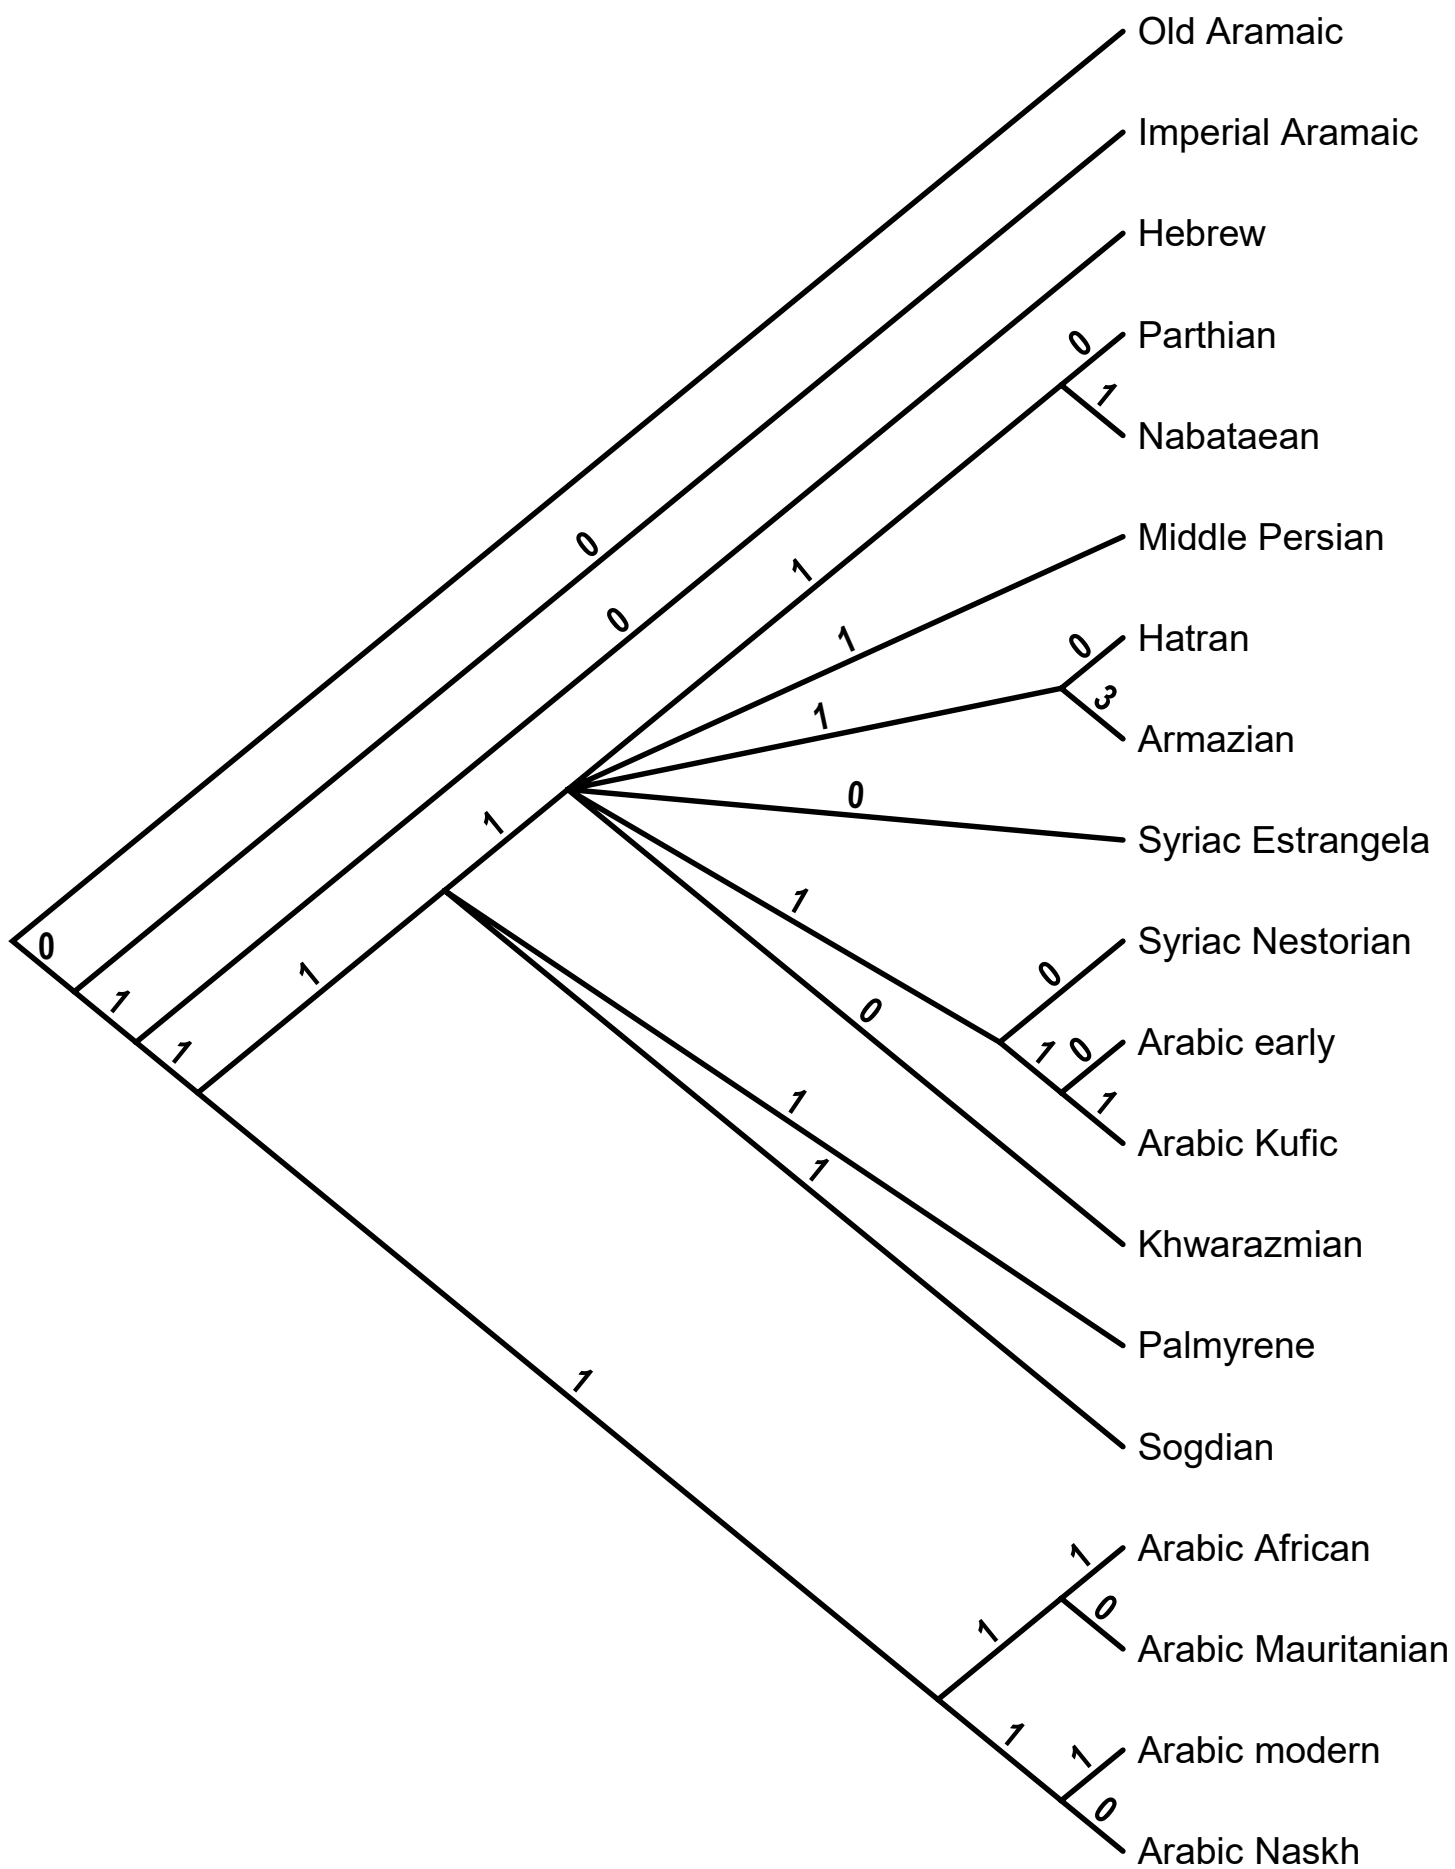 Old Aramaic
Imperial Aramaic
Hebrew
0
Parthian
1
Nabataean
0
1
Middle Persian
0
1
0
Hatran
1
3
Armazian
1
0
Syriac Estrangela
1
0
Syriac Nestorian
0
1
1
0
0
1
Arabic early
1
1
Arabic Kufic
Khwarazmian
1
Palmyrene
1
Sogdian
1
1
Arabic African
0
1
Arabic Mauritanian
1
1
Arabic modern
0
Arabic Naskh